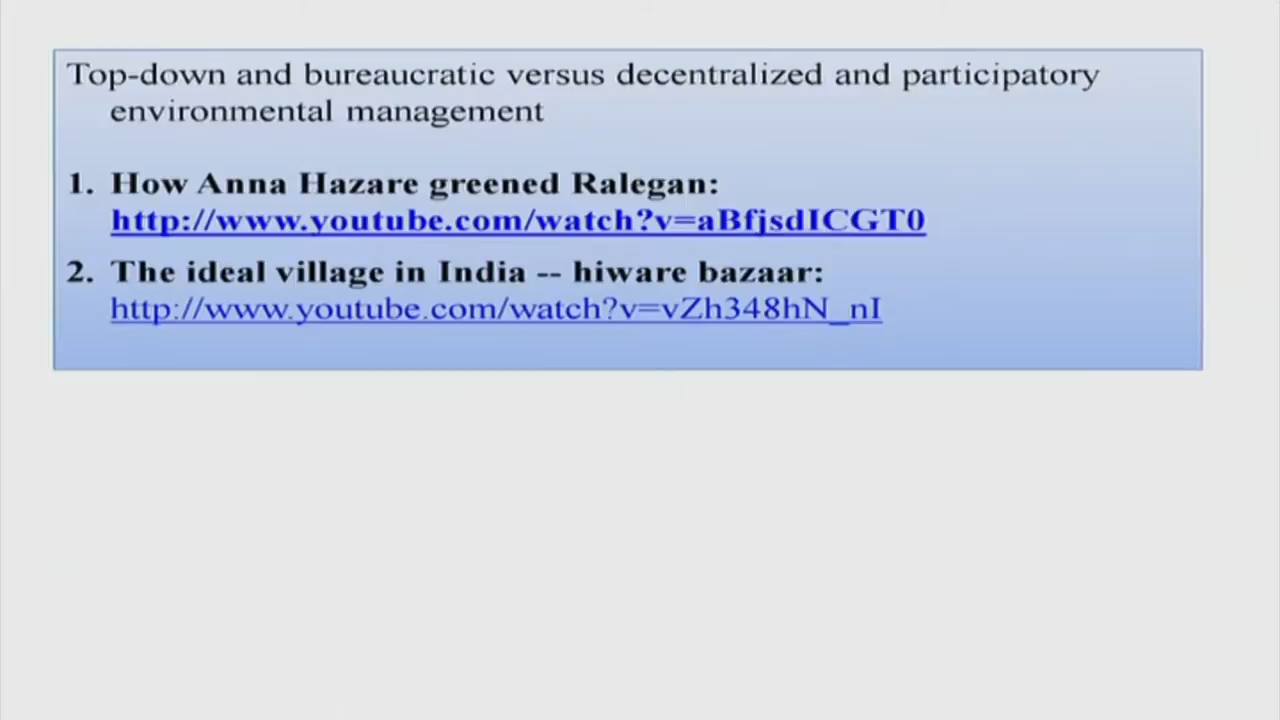 Top-down and bureaucratic versus decentralized and participatory
environmental management
1. How Anna Hazare greened Ralegan:
http://www.youtube.com/watch?v=aBfjsdICGT0
2. The ideal village in India -- hiware bazaar:
http://www.youtube.com/watch?v=vZh348hN_nI